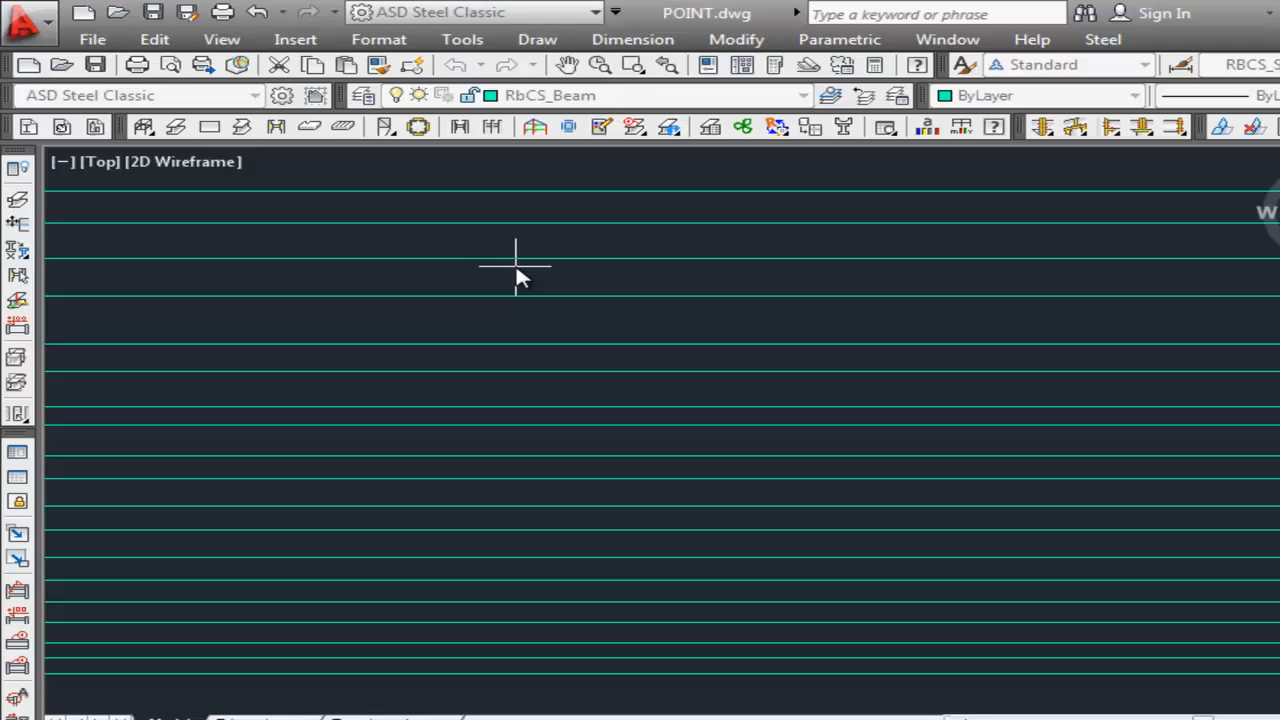 ASD Steel Classic POINT.dwg Type a keyword or phrase Sign In
File Edit View Insert Format Tools Draw Dimension Modify Parametric Window Help Steel
Standard
ASD Steel Classic RbCS_Beam ByLayer
[−] [Top] [2D Wireframe]
W